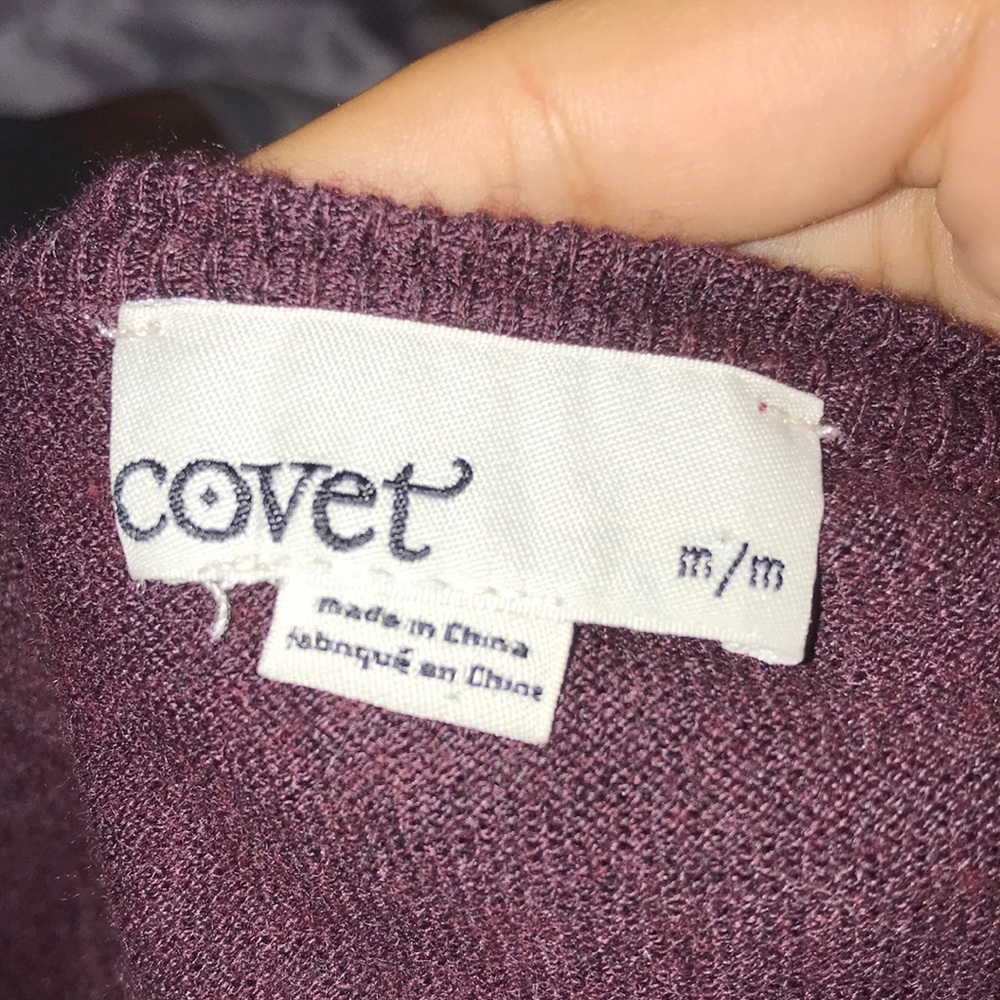 covet
m/m
made in China
fabriqué en Chine